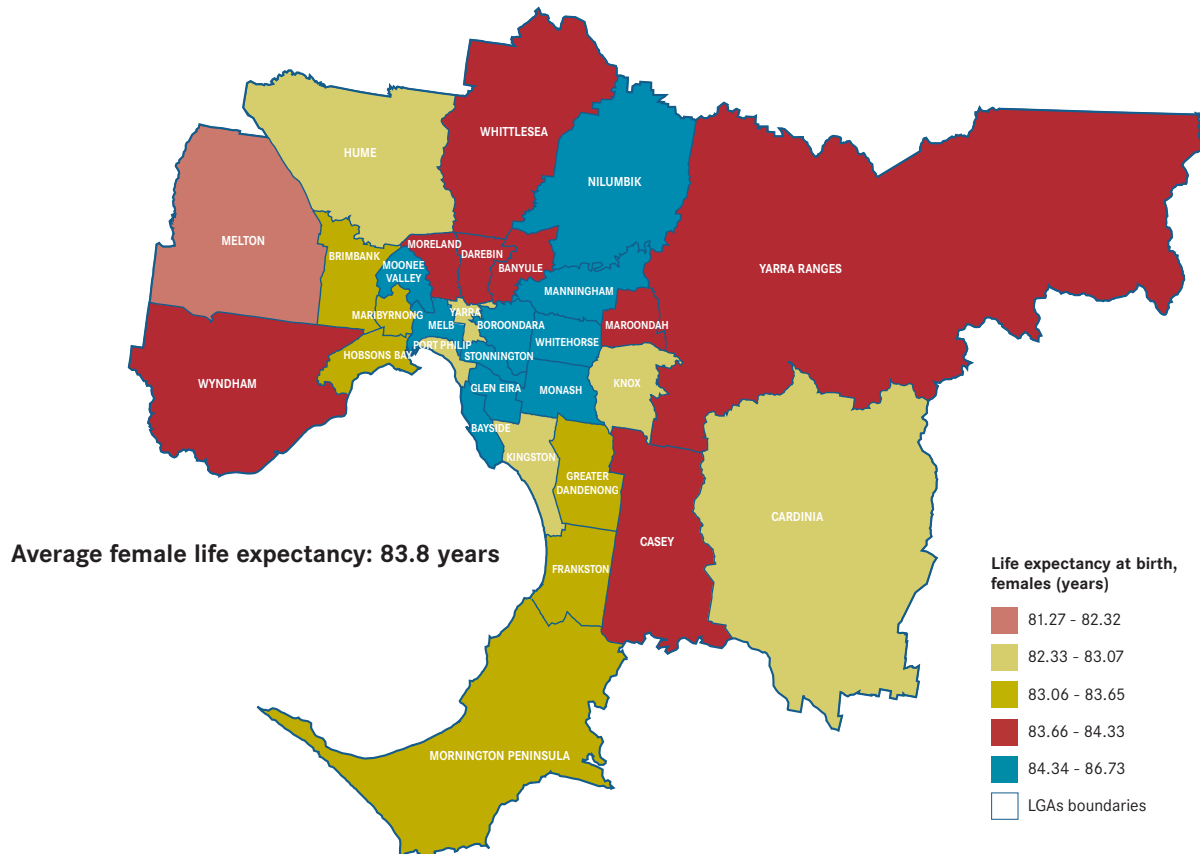 WHITTLESEA
HUME
NILUMBIK
MELTON
MORELAND
DAREBIN
BRIMBANK
BANYULE
MOONEE
VALLEY
YARRA RANGES
MANNINGHAM
YARRA
MARIBYRNONG
MELB
BOROONDARA
MAROONDAH
WHITEHORSE
PORT PHILIP
HOBSONS BAY
STONNINGTON
WYNDHAM
GLEN EIRA
MONASH
KNOX
BAYSIDE
KINGSTON
GREATER
DANDENONG
CARDINIA
CASEY
Average female life expectancy: 83.8 years
FRANKSTON
MORNINGTON PENINSULA
Life expectancy at birth,
females (years)
81.27 - 82.32
82.33 - 83.07
83.06 - 83.65
83.66 - 84.33
84.34 - 86.73
LGAs boundaries